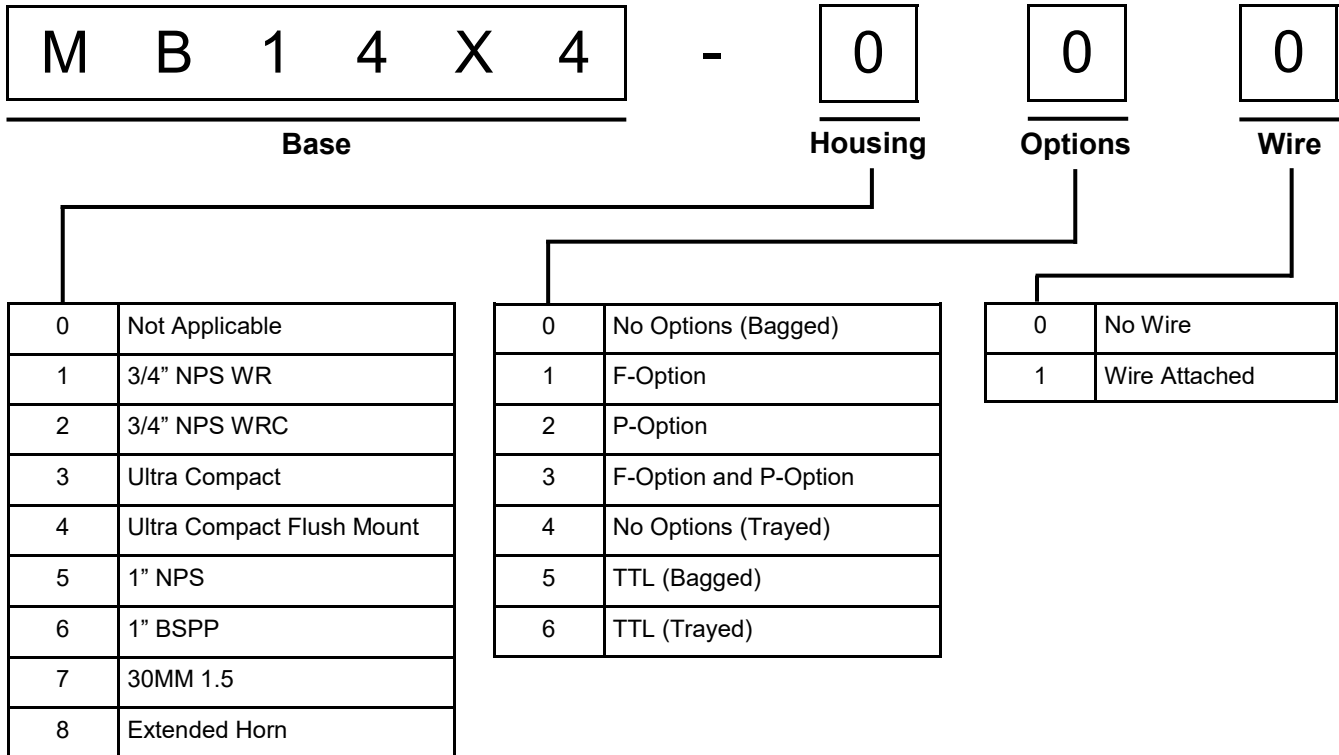 M B 1 4 X 4 - 0 0 0
Base Housing Options Wire
0 Not Applicable
1 3/4” NPS WR
2 3/4” NPS WRC
3 Ultra Compact
4 Ultra Compact Flush Mount
5 1” NPS
6 1” BSPP
7 30MM 1.5
8 Extended Horn
0 No Options (Bagged)
1 F-Option
2 P-Option
3 F-Option and P-Option
4 No Options (Trayed)
5 TTL (Bagged)
6 TTL (Trayed)
0 No Wire
1 Wire Attached